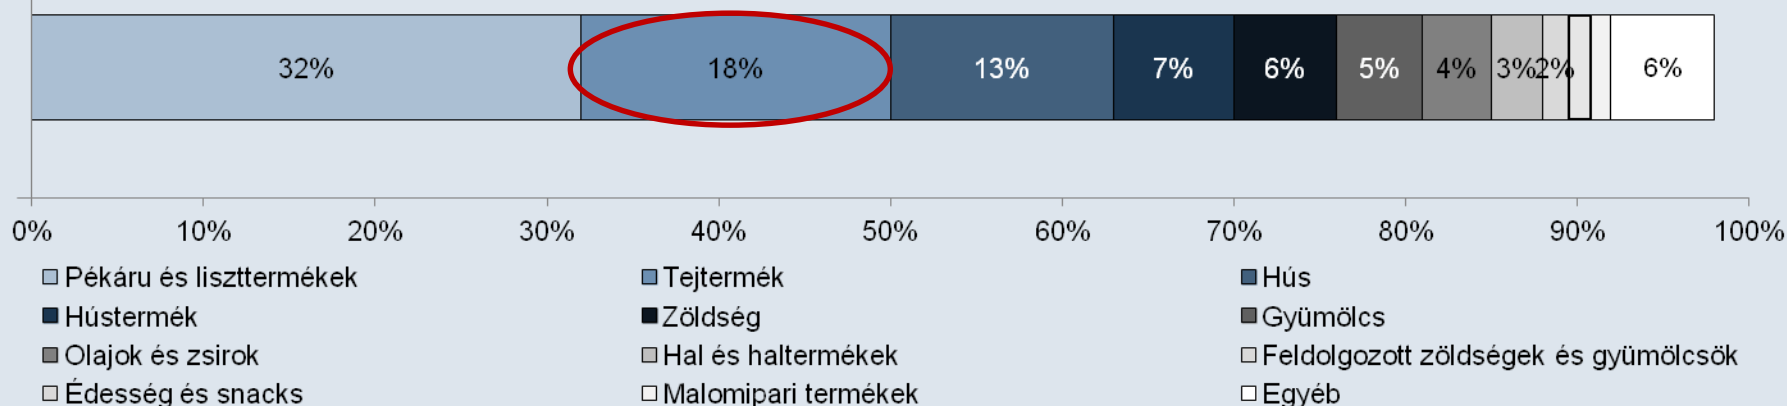 32% 18% 13% 7% 6% 5% 4% 3% 2% 6%
0% 10% 20% 30% 40% 50% 60% 70% 80% 90% 100%
Pékáru és liszttermékek Tejtermék Hús
Hústermék Zöldség Gyümölcs
Olajok és zsirok Hal és haltermékek Feldolgozott zöldségek és gyümölcsök
Édesség és snacks Malomipari termékek Egyéb